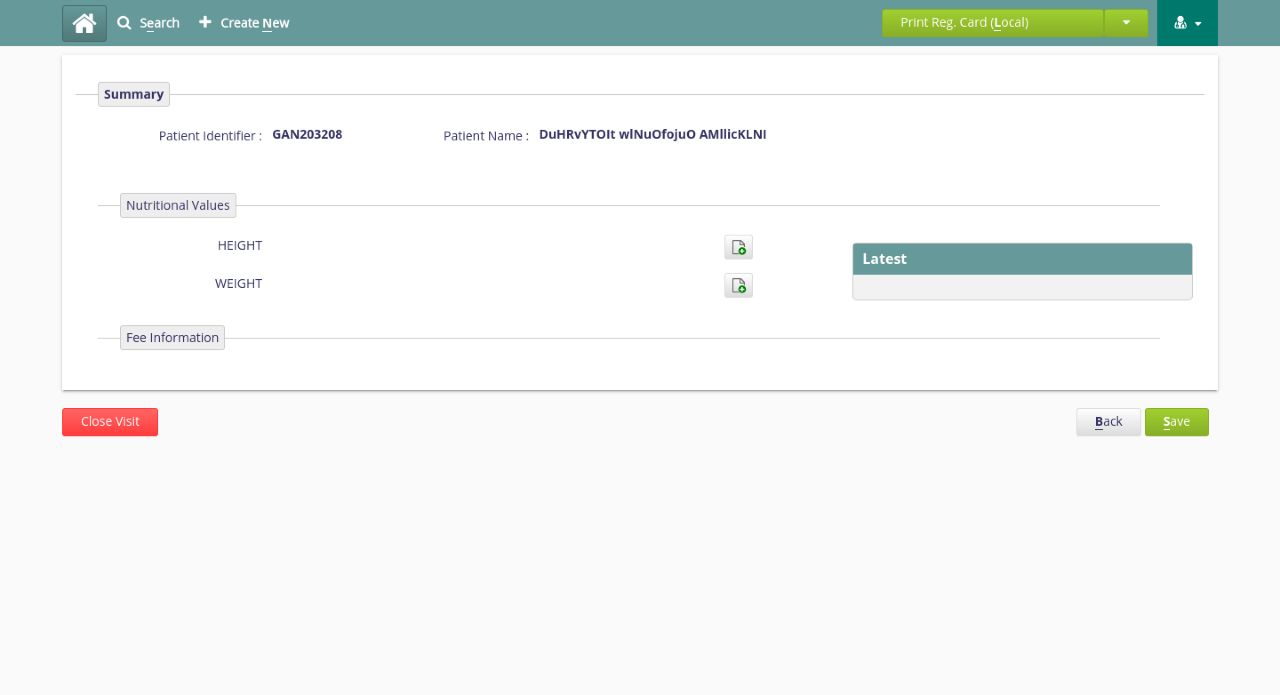 Search
Create New
Print Reg. Card (Local)
Summary
Patient Identifier : GAN203208 Patient Name : DuHRvYTOIt wlNuOfojuO AMllicKLNI
Nutritional Values
HEIGHT
Latest
WEIGHT
Fee Information
Close Visit
Back
Save